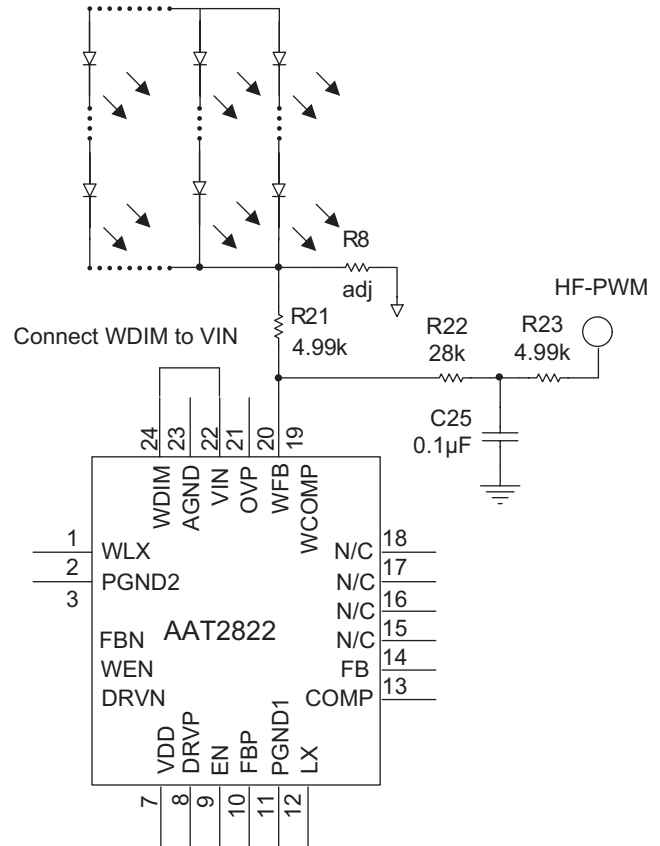 R8
adj
HF-PWM
R21
4.99k
R22
28k
R23
4.99k
Connect WDIM to VIN
C25
0.1µF
24
23
22
21
20
19
WDIM
AGND
VIN
OVP
WFB
WCOMP
1
WLX
2
PGND2
3
FBN
WEN
DRVN
AAT2822
N/C
18
N/C
17
N/C
16
N/C
15
FB
14
COMP
13
VDD
DRVP
EN
FBP
PGND1
LX
7
8
9
10
11
12